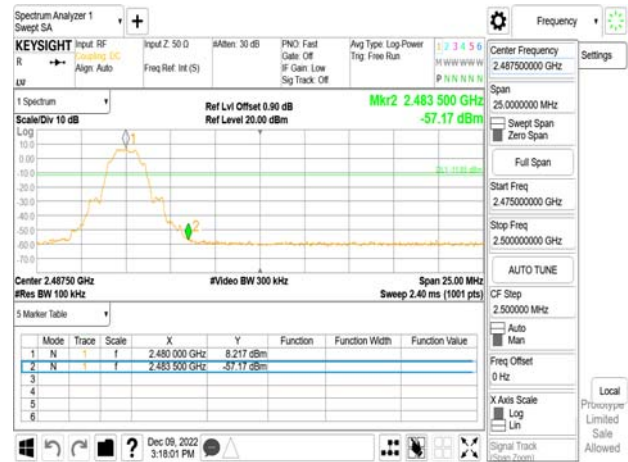 Spectrum Analyzer 1
Swept SA
Frequency
KEYSIGHT
Input: RF
Coupling: DC
Align: Auto
Input Z: 50 Ω
Freq Ref: Int (S)
#Atten: 30 dB
PNO: Fast
Gate: Off
IF Gain: Low
Sig Track: Off
Avg Type: Log-Power
Trig: Free Run
1 2 3 4 5 6
M W W W W W
P N N N N N
R
LW
1 Spectrum
Scale/Div 10 dB
Log
Ref Lvl Offset 0.90 dB
Ref Level 20.00 dBm
Mkr2 2.483 500 GHz
-57.17 dBm
10.0
0.00
-10.0
-20.0
-30.0
-40.0
-50.0
-60.0
-70.0
1
2
Center 2.48750 GHz
#Res BW 100 kHz
#Video BW 300 kHz
Span 25.00 MHz
Sweep 2.40 ms (1001 pts)
5 Marker Table
Mode Trace Scale X Y Function Function Width Function Value
1 N 1 f 2.480 000 GHz 8.217 dBm
2 N 1 f 2.483 500 GHz -57.17 dBm
3
4
5
6
Dec 09, 2022
3:18:01 PM
Center Frequency
2.487500000 GHz
Settings
Span
25.0000000 MHz
Swept Span
Zero Span
Full Span
Start Freq
2.475000000 GHz
Stop Freq
2.500000000 GHz
AUTO TUNE
CF Step
2.500000 MHz
Auto
Man
Freq Offset
0 Hz
X Axis Scale
Log
Lin
Signal Track
(Span Zoom)
Local
Prototype
Limited
Sale
Allowed